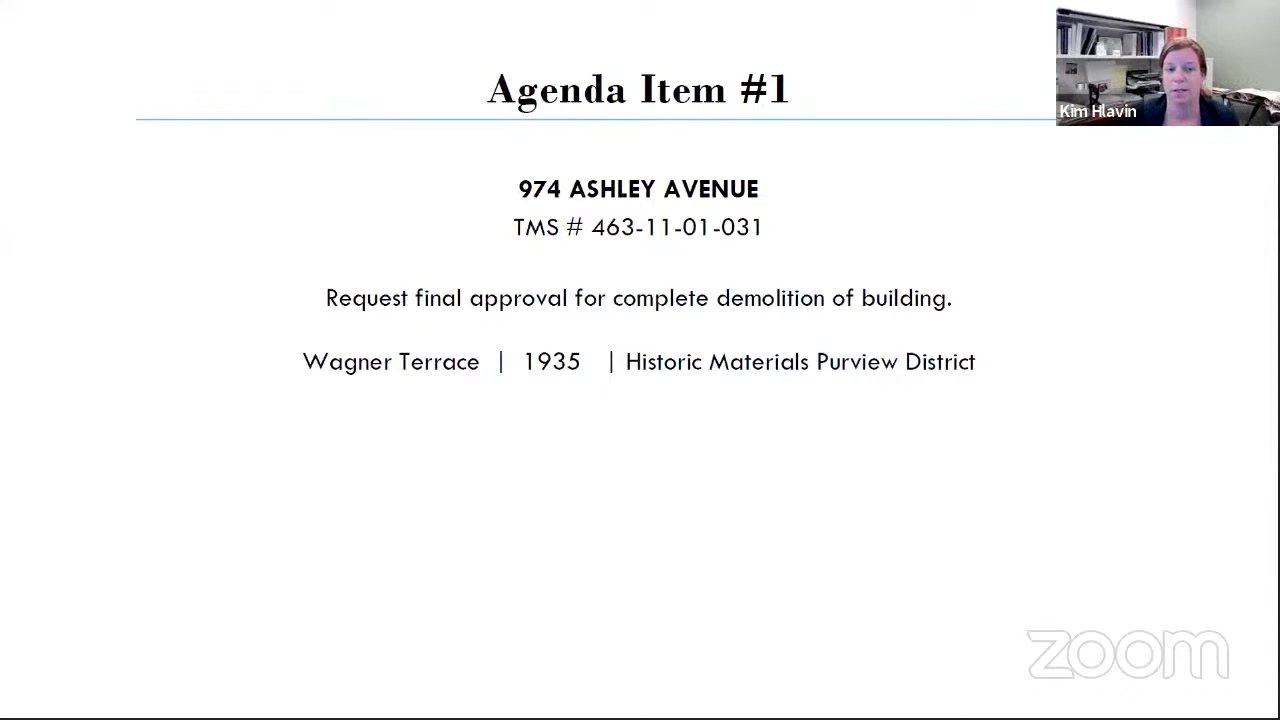 Agenda Item #1
Kim Hlavin
974 ASHLEY AVENUE
TMS # 463-11-01-031
Request final approval for complete demolition of building.
Wagner Terrace | 1935 | Historic Materials Purview District
zoom